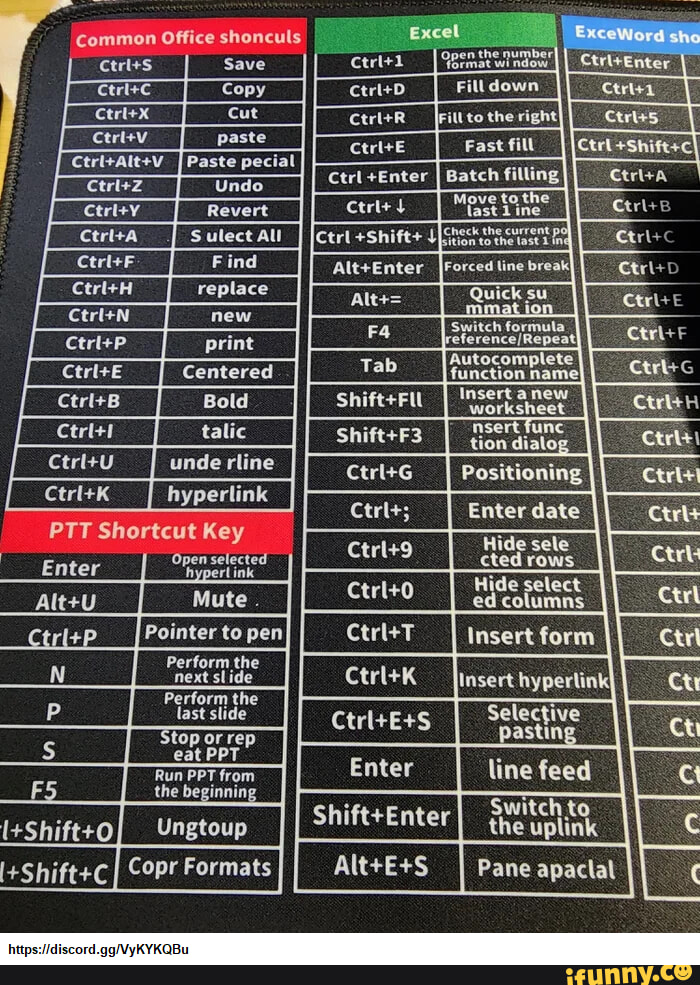 Common Office shonculs
Ctrl+S Save
Ctrl+C Copy
Ctrl+X Cut
Ctrl+V paste
Ctrl+Alt+V Paste pecial
Ctrl+Z Undo
Ctrl+Y Revert
Ctrl+A S ulect All
Ctrl+F F ind
Ctrl+H replace
Ctrl+N new
Ctrl+P print
Ctrl+E Centered
Ctrl+B Bold
Ctrl+I talic
Ctrl+U unde rline
Ctrl+K hyperlink
PTT Shortcut Key
Enter Open selected
hyperl ink
Alt+U Mute .
Ctrl+P Pointer to pen
N Perform the
next sl ide
P Perform the
last slide
S Stop or rep
eat PPT
F5 Run PPT from
the beginning
l+Shift+O Ungtoup
l+Shift+C Copr Formats
Excel
Ctrl+1 Open the number
format wi ndow
Ctrl+D Fill down
Ctrl+R Fill to the right
Ctrl+E Fast fill
Ctrl +Enter Batch filling
Ctrl+ ↓ Move to the
last 1 ine
Ctrl +Shift+ ↓ Check the current po
sition to the last 1 ine
Alt+Enter Forced line break
Alt+= Quick su
mmat ion
F4 Switch formula
reference/Repeat
Tab Autocomplete
function name
Shift+Fll Insert a new
worksheet
Shift+F3 nsert func
tion dialog
Ctrl+G Positioning
Ctrl+; Enter date
Ctrl+9 Hide sele
cted rows
Ctrl+0 Hide select
ed columns
Ctrl+T Insert form
Ctrl+K Insert hyperlink
Ctrl+E+S Selective
pasting
Enter line feed
Shift+Enter Switch to
the uplink
Alt+E+S Pane apaclal
ExceWord sho
Ctrl+Enter
Ctrl+1
Ctrl+5
Ctrl +Shift+C
Ctrl+A
Ctrl+B
Ctrl+C
Ctrl+D
Ctrl+E
Ctrl+F
Ctrl+G
Ctrl+H
Ctrl+I
Ctrl+
Ctrl+
Ctrl+
Ctrl
Ctrl
Ctr
Ctr
C
C
https://discord.gg/VyKYKQBu
ifunny.co